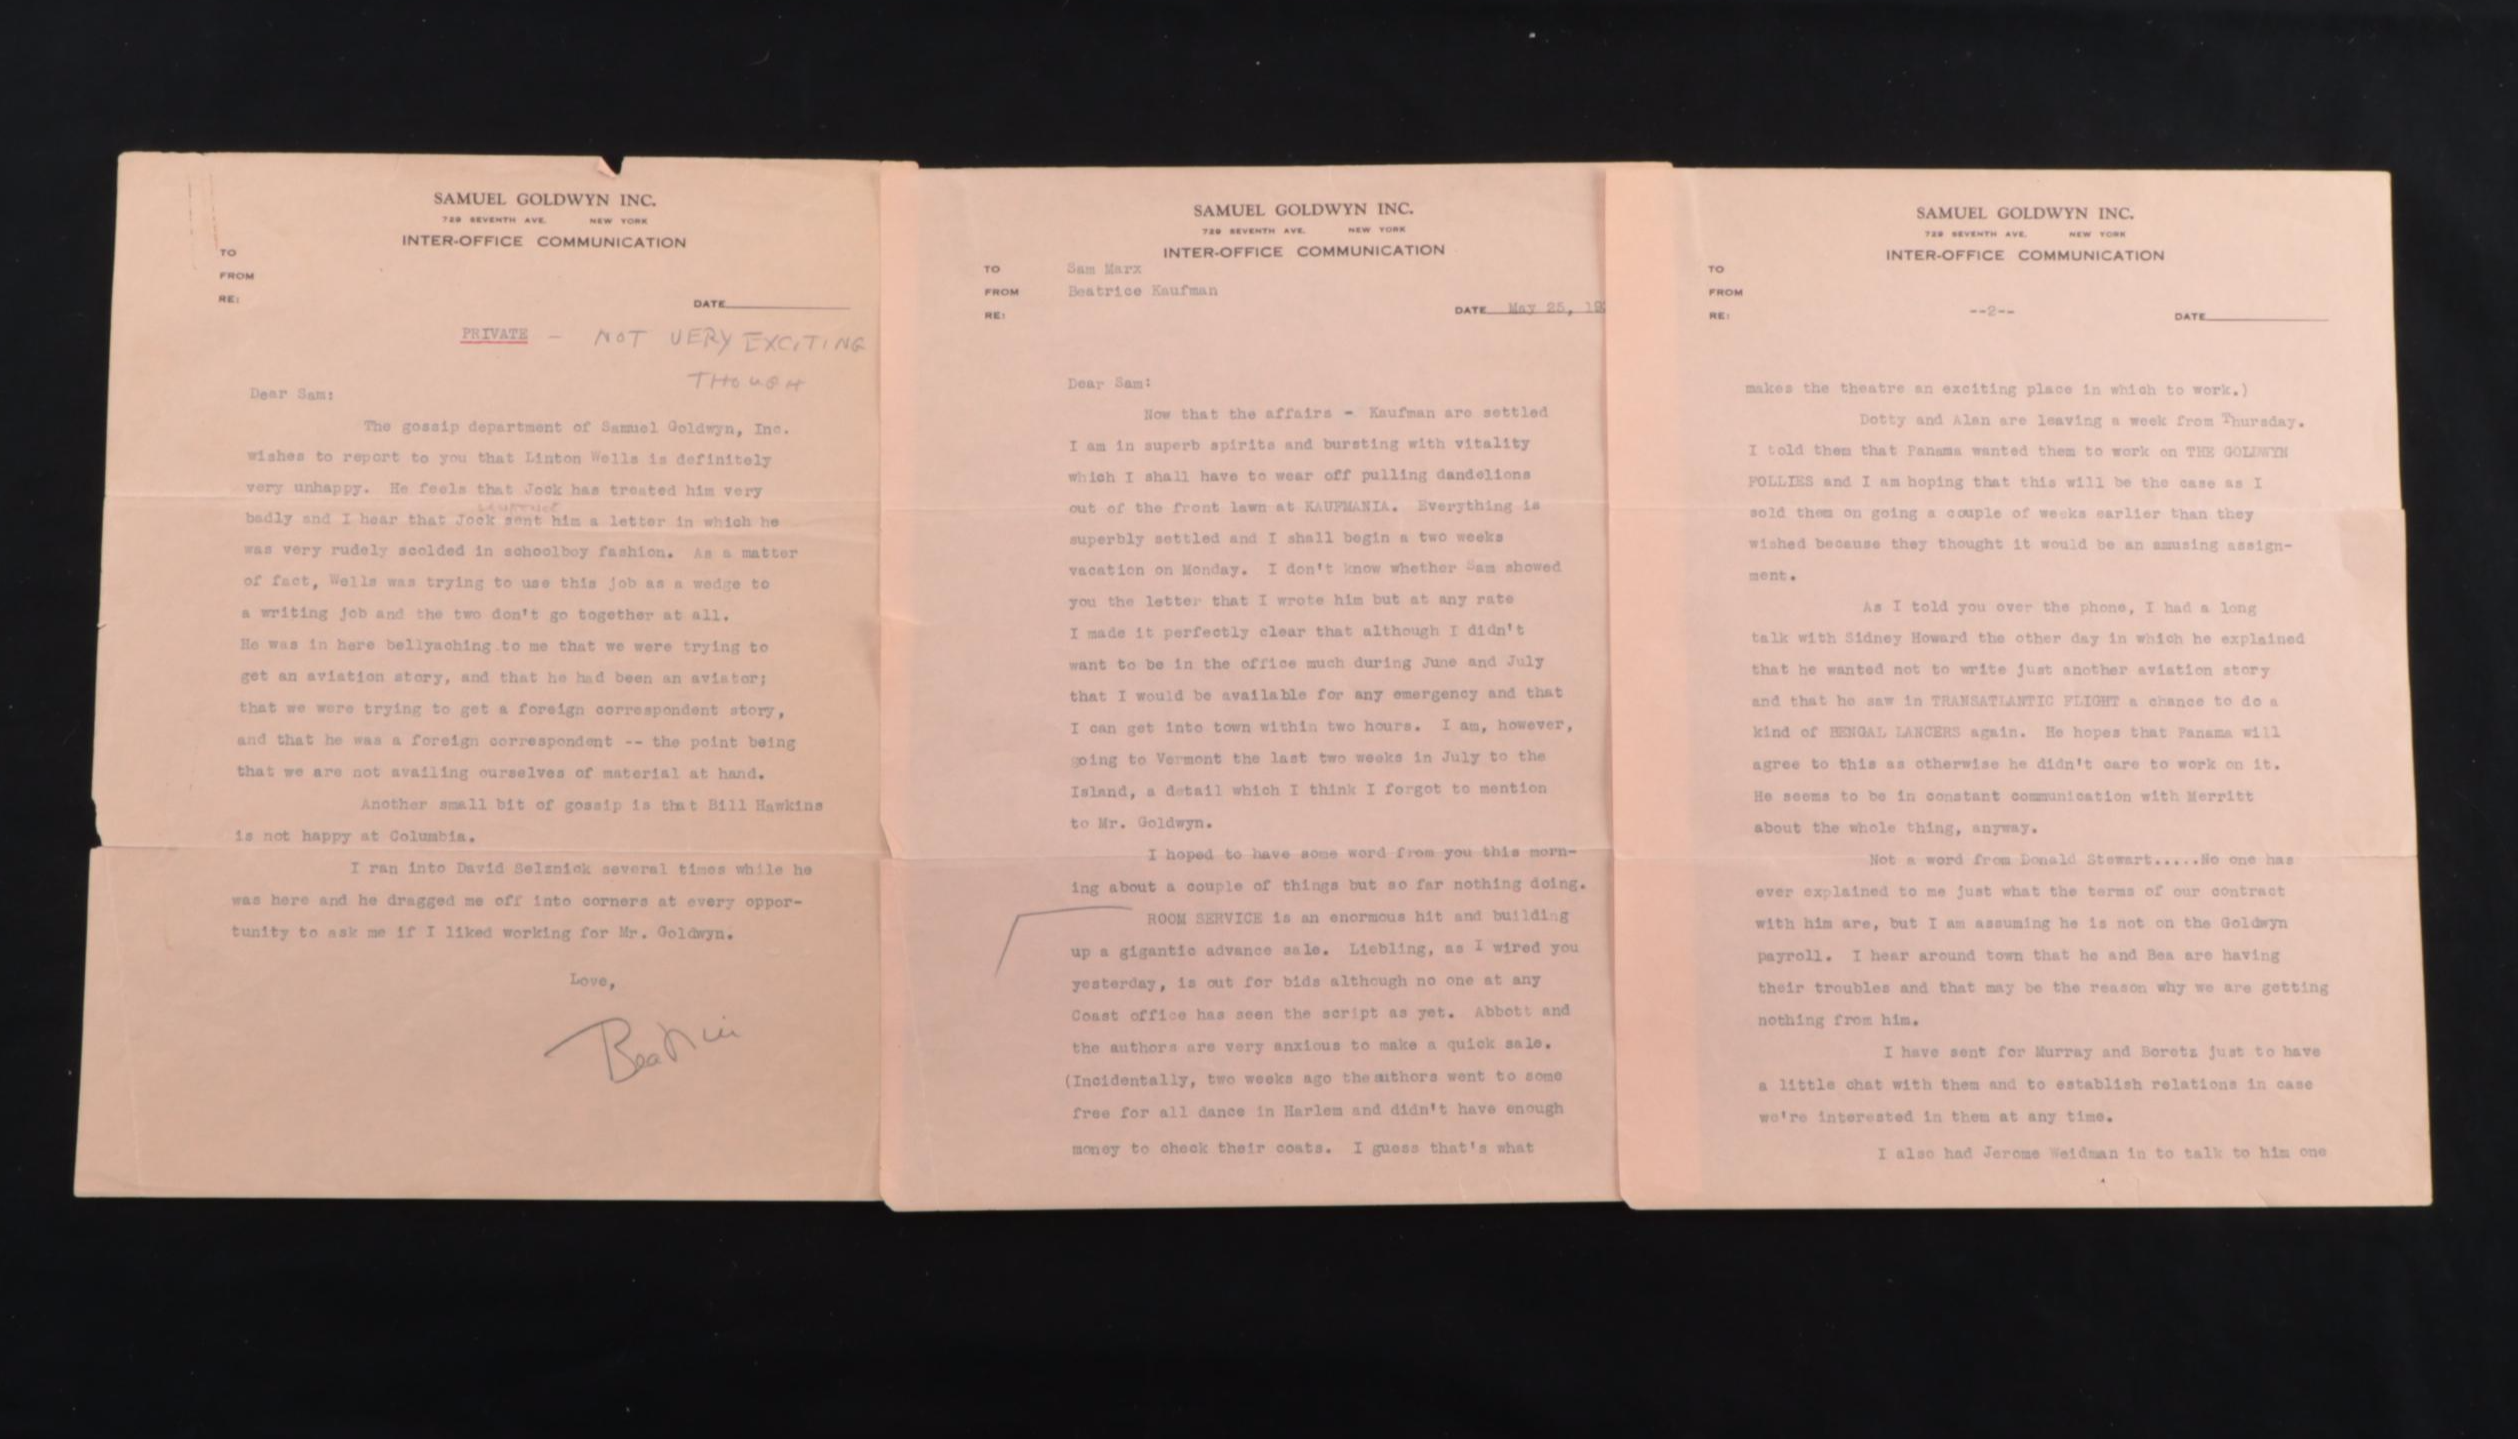 SAMUEL GOLDWYN INC.
729 SEVENTH AVE. NEW YORK
INTER-OFFICE COMMUNICATION
TO
FROM
RE:
DATE
PRIVATE - NOT VERY EXCITING
THOUGH
Dear Sam:
The gossip department of Samuel Goldwyn, Inc.
wishes to report to you that Linton Wells is definitely
very unhappy. He feels that Jock has treated him very
badly and I hear that Jock sent him a letter in which he
was very rudely scolded in schoolboy fashion. As a matter
of fact, Wells was trying to use this job as a wedge to
a writing job and the two don't go together at all.
He was in here bellyaching to me that we were trying to
get an aviation story, and that he had been an aviator;
that we were trying to get a foreign correspondent story,
and that he was a foreign correspondent -- the point being
that we are not availing ourselves of material at hand.
Another small bit of gossip is that Bill Hawkins
is not happy at Columbia.
I ran into David Selznick several times while he
was here and he dragged me off into corners at every oppor-
tunity to ask me if I liked working for Mr. Goldwyn.
Love,
Beatrice
SAMUEL GOLDWYN INC.
729 SEVENTH AVE. NEW YORK
INTER-OFFICE COMMUNICATION
TO Sam Marx
FROM Beatrice Kaufman
RE:
DATE May 25, 19
Dear Sam:
Now that the affairs - Kaufman are settled
I am in superb spirits and bursting with vitality
which I shall have to wear off pulling dandelions
out of the front lawn at KAUFMANIA. Everything is
superbly settled and I shall begin a two weeks
vacation on Monday. I don't know whether Sam showed
you the letter that I wrote him but at any rate
I made it perfectly clear that although I didn't
want to be in the office much during June and July
that I would be available for any emergency and that
I can get into town within two hours. I am, however,
going to Vermont the last two weeks in July to the
Island, a detail which I think I forgot to mention
to Mr. Goldwyn.
I hoped to have some word from you this morn-
ing about a couple of things but so far nothing doing.
ROOM SERVICE is an enormous hit and building
up a gigantic advance sale. Liebling, as I wired you
yesterday, is out for bids although no one at any
Coast office has seen the script as yet. Abbott and
the authors are very anxious to make a quick sale.
(Incidentally, two weeks ago the authors went to some
free for all dance in Harlem and didn't have enough
money to check their coats. I guess that's what
SAMUEL GOLDWYN INC.
729 SEVENTH AVE. NEW YORK
INTER-OFFICE COMMUNICATION
TO
FROM
RE:
--2--
DATE
makes the theatre an exciting place in which to work.)
Dotty and Alan are leaving a week from Thursday.
I told them that Panama wanted them to work on THE GOLDWYN
FOLLIES and I am hoping that this will be the case as I
sold them on going a couple of weeks earlier than they
wished because they thought it would be an amusing assign-
ment.
As I told you over the phone, I had a long
talk with Sidney Howard the other day in which he explained
that he wanted not to write just another aviation story
and that he saw in TRANSATLANTIC FLIGHT a chance to do a
kind of BENGAL LANCERS again. He hopes that Panama will
agree to this as otherwise he didn't care to work on it.
He seems to be in constant communication with Merritt
about the whole thing, anyway.
Not a word from Donald Stewart.....No one has
ever explained to me just what the terms of our contract
with him are, but I am assuming he is not on the Goldwyn
payroll. I hear around town that he and Bea are having
their troubles and that may be the reason why we are getting
nothing from him.
I have sent for Murray and Boretz just to have
a little chat with them and to establish relations in case
we're interested in them at any time.
I also had Jerome Weidman in to talk to him one